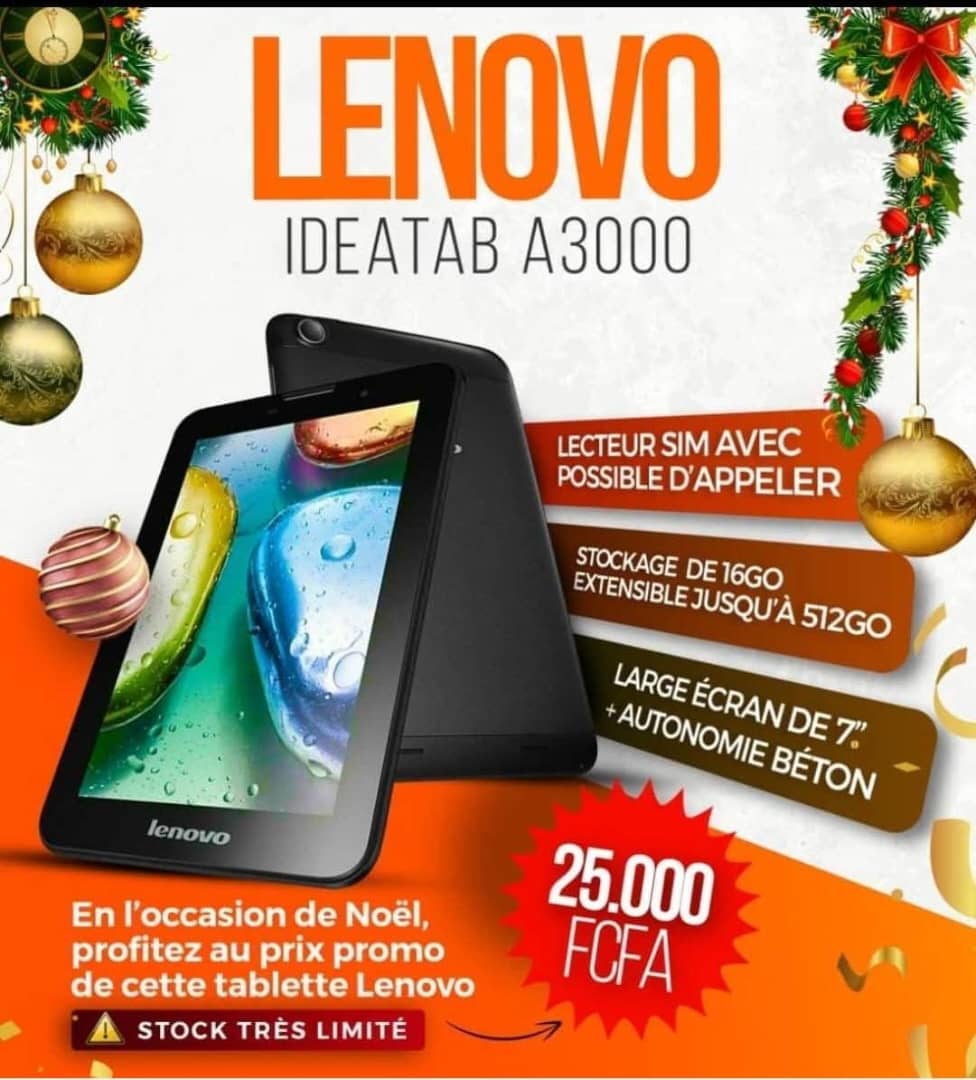 LENOVO
IDEATAB A3000
LECTEUR SIM AVEC
POSSIBLE D'APPELER
STOCKAGE DE 16GO
EXTENSIBLE JUSQU'À 512GO
LARGE ÉCRAN DE 7”
+ AUTONOMIE BÉTON
lenovo
25.000
FCFA
En l'occasion de Noël,
profitez au prix promo
de cette tablette Lenovo
STOCK TRÈS LIMITÉ